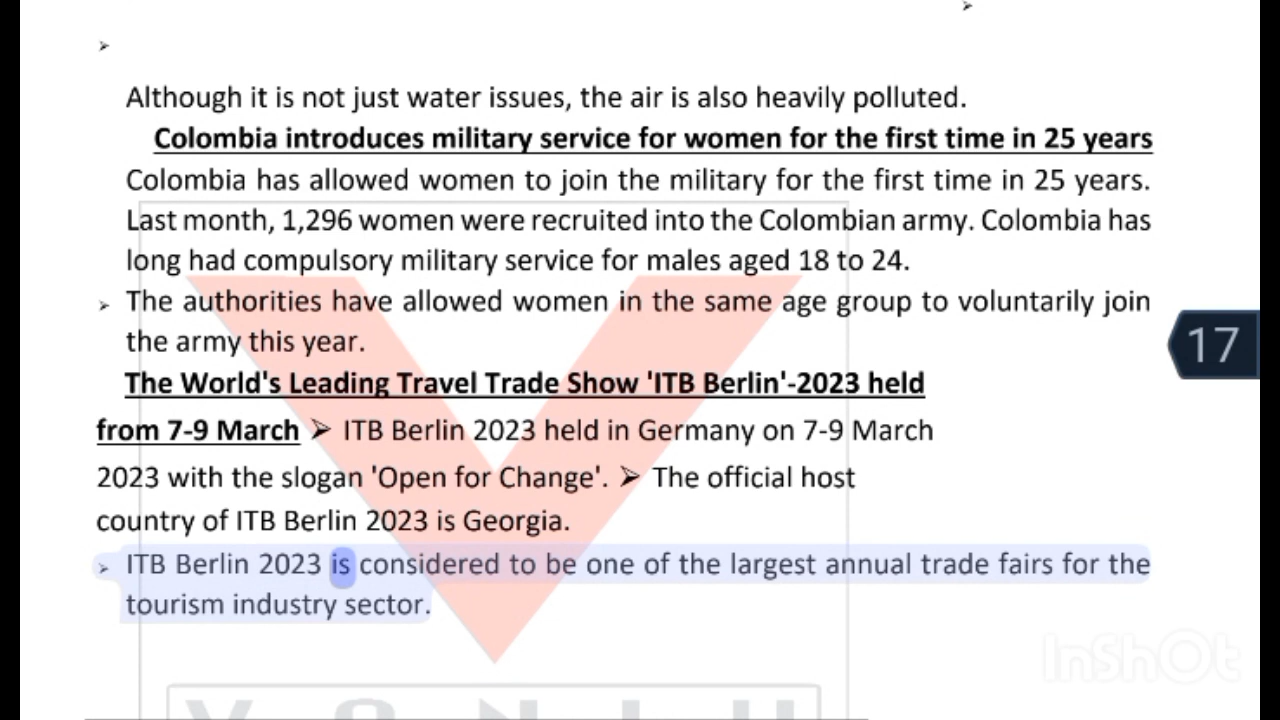 ➤
➤
Although it is not just water issues, the air is also heavily polluted.
Colombia introduces military service for women for the first time in 25 years
Colombia has allowed women to join the military for the first time in 25 years.
Last month, 1,296 women were recruited into the Colombian army. Colombia has
long had compulsory military service for males aged 18 to 24.
➤ The authorities have allowed women in the same age group to voluntarily join
the army this year.
17
The World's Leading Travel Trade Show 'ITB Berlin'-2023 held
from 7-9 March ➤ ITB Berlin 2023 held in Germany on 7-9 March
2023 with the slogan 'Open for Change'. ➤ The official host
country of ITB Berlin 2023 is Georgia.
➤ ITB Berlin 2023 is considered to be one of the largest annual trade fairs for the
tourism industry sector.
InShOt